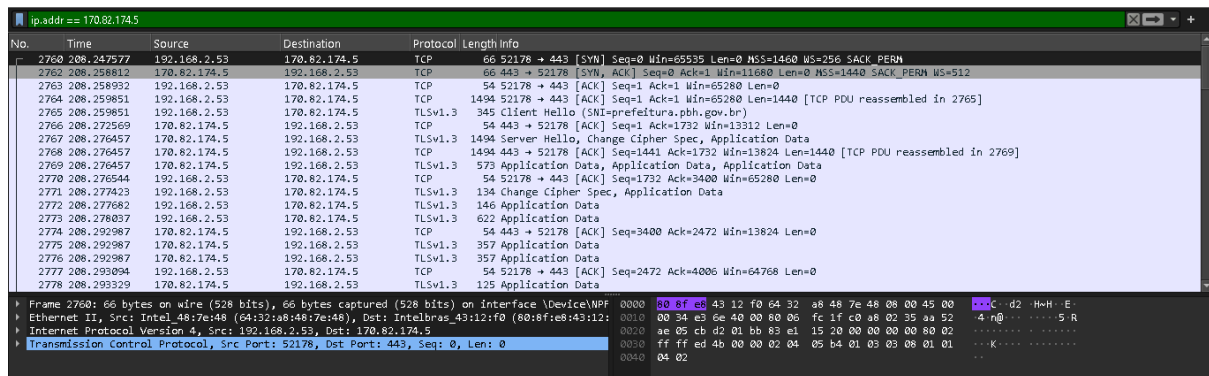 ip.addr == 170.82.174.5
No. Time Source Destination Protocol Length Info
2760 208.247577 192.168.2.53 170.82.174.5 TCP 66 52178 → 443 [SYN] Seq=0 Win=65535 Len=0 MSS=1460 WS=256 SACK_PERM
2762 208.258812 170.82.174.5 192.168.2.53 TCP 66 443 → 52178 [SYN, ACK] Seq=0 Ack=1 Win=11680 Len=0 MSS=1440 SACK_PERM WS=512
2763 208.258932 192.168.2.53 170.82.174.5 TCP 54 52178 → 443 [ACK] Seq=1 Ack=1 Win=65280 Len=0
2764 208.259851 192.168.2.53 170.82.174.5 TCP 1494 52178 → 443 [ACK] Seq=1 Ack=1 Win=65280 Len=1440 [TCP PDU reassembled in 2765]
2765 208.259851 192.168.2.53 170.82.174.5 TLSv1.3 345 Client Hello (SNI=prefeitura.pbh.gov.br)
2766 208.272569 170.82.174.5 192.168.2.53 TCP 54 443 → 52178 [ACK] Seq=1 Ack=1732 Win=13312 Len=0
2767 208.276457 170.82.174.5 192.168.2.53 TLSv1.3 1494 Server Hello, Change Cipher Spec, Application Data
2768 208.276457 170.82.174.5 192.168.2.53 TCP 1494 443 → 52178 [ACK] Seq=1441 Ack=1732 Win=13824 Len=1440 [TCP PDU reassembled in 2769]
2769 208.276457 170.82.174.5 192.168.2.53 TLSv1.3 573 Application Data, Application Data, Application Data
2770 208.276544 192.168.2.53 170.82.174.5 TCP 54 52178 → 443 [ACK] Seq=1732 Ack=3400 Win=65280 Len=0
2771 208.277423 192.168.2.53 170.82.174.5 TLSv1.3 134 Change Cipher Spec, Application Data
2772 208.277682 192.168.2.53 170.82.174.5 TLSv1.3 146 Application Data
2773 208.278037 192.168.2.53 170.82.174.5 TLSv1.3 622 Application Data
2774 208.292987 170.82.174.5 192.168.2.53 TCP 54 443 → 52178 [ACK] Seq=3400 Ack=2472 Win=13824 Len=0
2775 208.292987 170.82.174.5 192.168.2.53 TLSv1.3 357 Application Data
2776 208.292987 170.82.174.5 192.168.2.53 TLSv1.3 357 Application Data
2777 208.293094 192.168.2.53 170.82.174.5 TCP 54 52178 → 443 [ACK] Seq=2472 Ack=4006 Win=64768 Len=0
2778 208.293329 192.168.2.53 170.82.174.5 TLSv1.3 125 Application Data
Frame 2760: 66 bytes on wire (528 bits), 66 bytes captured (528 bits) on interface \Device\NPF
Ethernet II, Src: Intel_48:7e:48 (64:32:a8:48:7e:48), Dst: Intelbras_43:12:f0 (80:8f:e8:43:12:
Internet Protocol Version 4, Src: 192.168.2.53, Dst: 170.82.174.5
Transmission Control Protocol, Src Port: 52178, Dst Port: 443, Seq: 0, Len: 0
0000 80 8f e8 43 12 f0 64 32 a8 48 7e 48 08 00 45 00 ···C··d2 ·H~H··E·
0010 00 34 e3 6e 40 00 80 06 fc 1f c0 a8 02 35 aa 52 ·4·n@··· ·····5·R
0020 ae 05 cb d2 01 bb 83 e1 15 20 00 00 00 00 80 02 ········ · ······
0030 ff ff ed 4b 00 00 02 04 05 b4 01 03 03 08 01 01 ···K···· ········
0040 04 02 ··